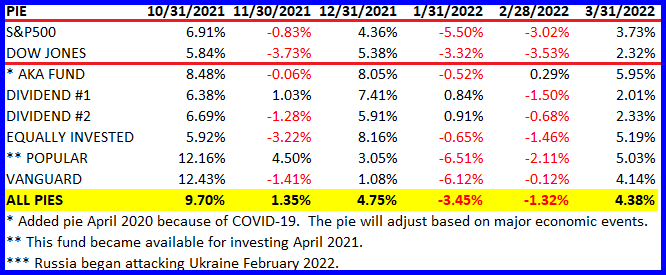 PIE 10/31/2021 11/30/2021 12/31/2021 1/31/2022 2/28/2022 3/31/2022
S&P500 6.91% -0.83% 4.36% -5.50% -3.02% 3.73%
DOW JONES 5.84% -3.73% 5.38% -3.32% -3.53% 2.32%
* AKA FUND 8.48% -0.06% 8.05% -0.52% 0.29% 5.95%
DIVIDEND #1 6.38% 1.03% 7.41% 0.84% -1.50% 2.01%
DIVIDEND #2 6.69% -1.28% 5.91% 0.91% -0.68% 2.33%
EQUALLY INVESTED 5.92% -3.22% 8.16% -0.65% -1.46% 5.19%
** POPULAR 12.16% 4.50% 3.05% -6.51% -2.11% 5.03%
VANGUARD 12.43% -1.41% 1.08% -6.12% -0.12% 4.14%
ALL PIES 9.70% 1.35% 4.75% -3.45% -1.32% 4.38%
* Added pie April 2020 because of COVID-19. The pie will adjust based on major economic events.
** This fund became available for investing April 2021.
*** Russia began attacking Ukraine February 2022.